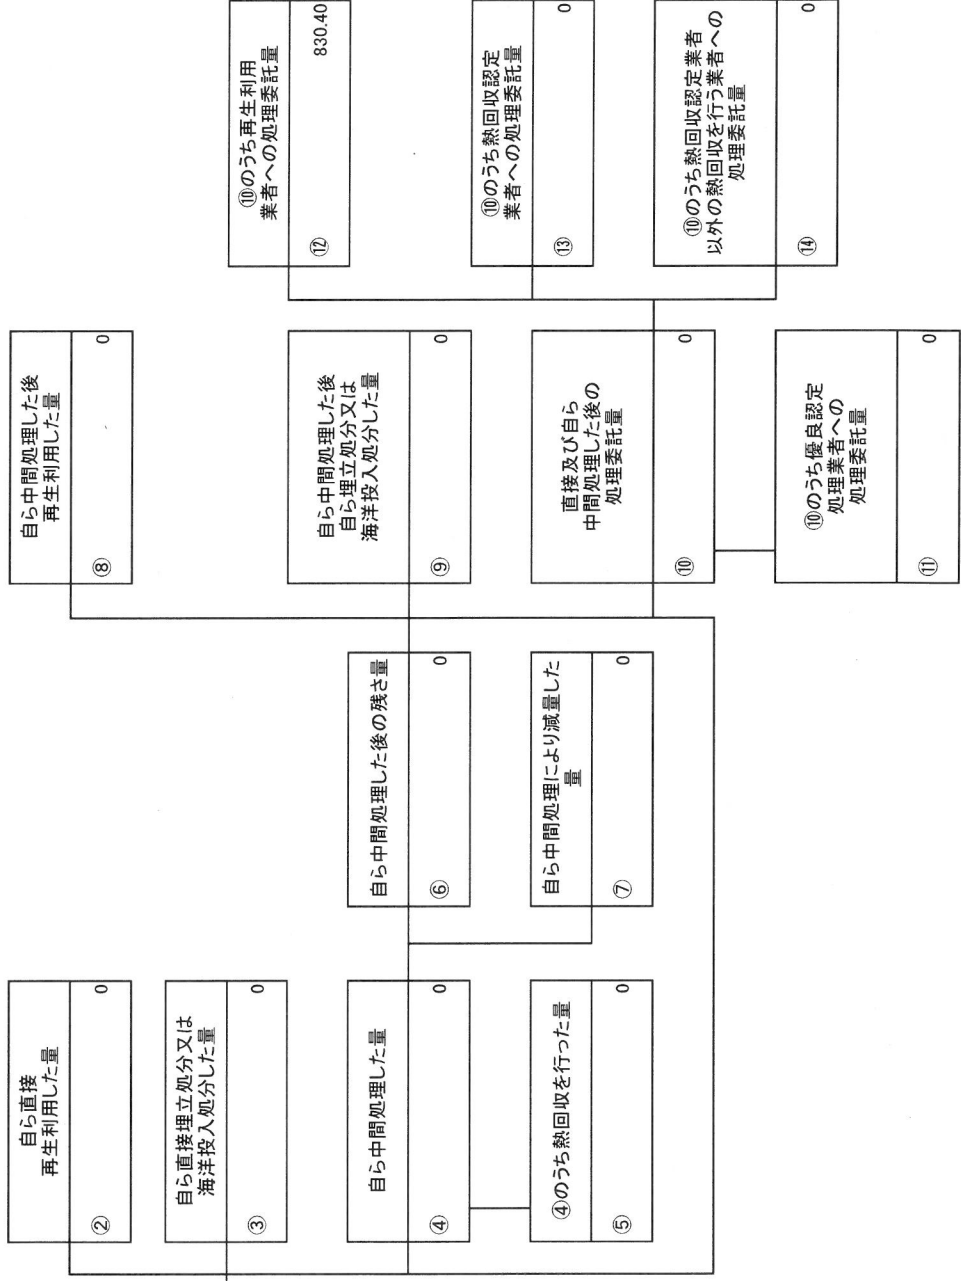 自ら直接
再生利用した量
②
0
自ら直接埋立処分又は
海洋投入処分した量
③
0
自ら中間処理した量
④
0
④のうち熱回収を行った量
⑤
0
自ら中間処理した後の残さ量
⑥
0
自ら中間処理により減量した
量
⑦
0
自ら中間処理した後
再生利用した量
⑧
0
自ら中間処理した後
自ら埋立処分又は
海洋投入処分した量
⑨
0
直接及び自ら
中間処理した後の
処理委託量
⑩
0
⑩のうち優良認定
処理業者への
処理委託量
⑪
0
⑩のうち再生利用
業者への処理委託量
⑫
830.40
⑩のうち熱回収認定
業者への処理委託量
⑬
0
⑩のうち熱回収認定業者
以外の熱回収を行う業者への
処理委託量
⑭
0